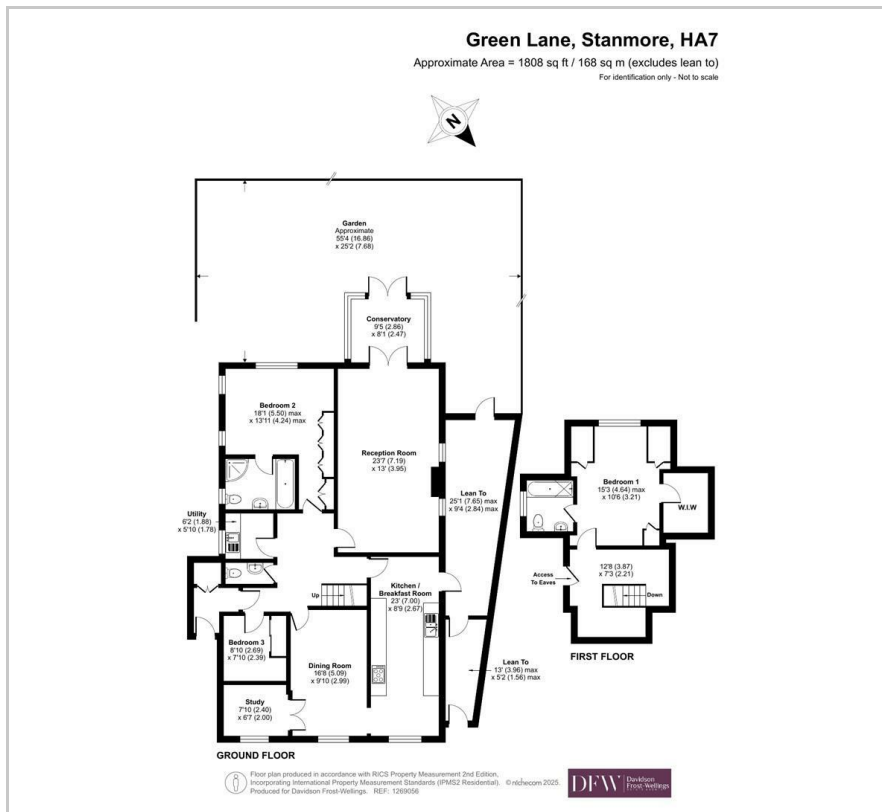 Green Lane, Stanmore, HA7
Approximate Area = 1808 sq ft / 168 sq m (excludes lean to)
For identification only - Not to scale
N
Garden
Approximate
55'4 (16.86)
x 25'2 (7.68)
Conservatory
9'5 (2.86)
x 8'1 (2.47)
Bedroom 2
18'1 (5.50) max
x 13'11 (4.24) max
Reception Room
23'7 (7.19)
x 13' (3.95)
Lean To
25'1 (7.65) max
x 9'4 (2.84) max
Utility
6'2 (1.88)
x 5'10 (1.78)
Up
Kitchen /
Breakfast Room
23' (7.00)
x 8'9 (2.67)
Bedroom 3
8'10 (2.69)
x 7'10 (2.39)
Dining Room
16'8 (5.09)
x 9'10 (2.99)
Lean To
13' (3.96) max
x 5'2 (1.56) max
Study
7'10 (2.40)
x 6'7 (2.00)
GROUND FLOOR
Bedroom 1
15'3 (4.64) max
x 10'6 (3.21)
W.I.W
Access
To Eaves
12'8 (3.87)
x 7'3 (2.21)
Down
FIRST FLOOR
Floor plan produced in accordance with RICS Property Measurement 2nd Edition,
Incorporating International Property Measurement Standards (IPMS2 Residential). © nichecom 2025.
Produced for Davidson Frost-Wellings. REF: 1269056
DFW Davidson
Frost-Wellings